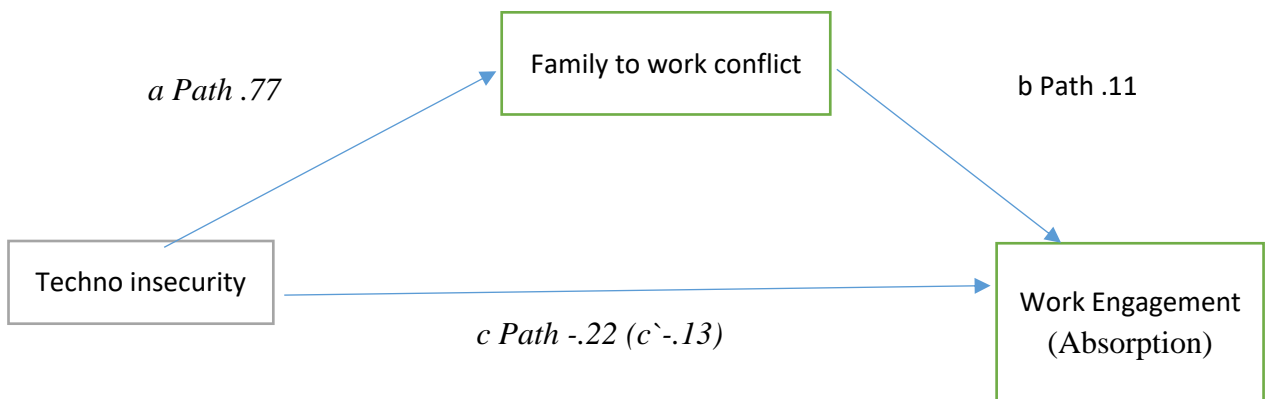 Family to work conflict
a Path .77
b Path .11
Techno insecurity
Work Engagement
(Absorption)
c Path -.22 (c`-.13)